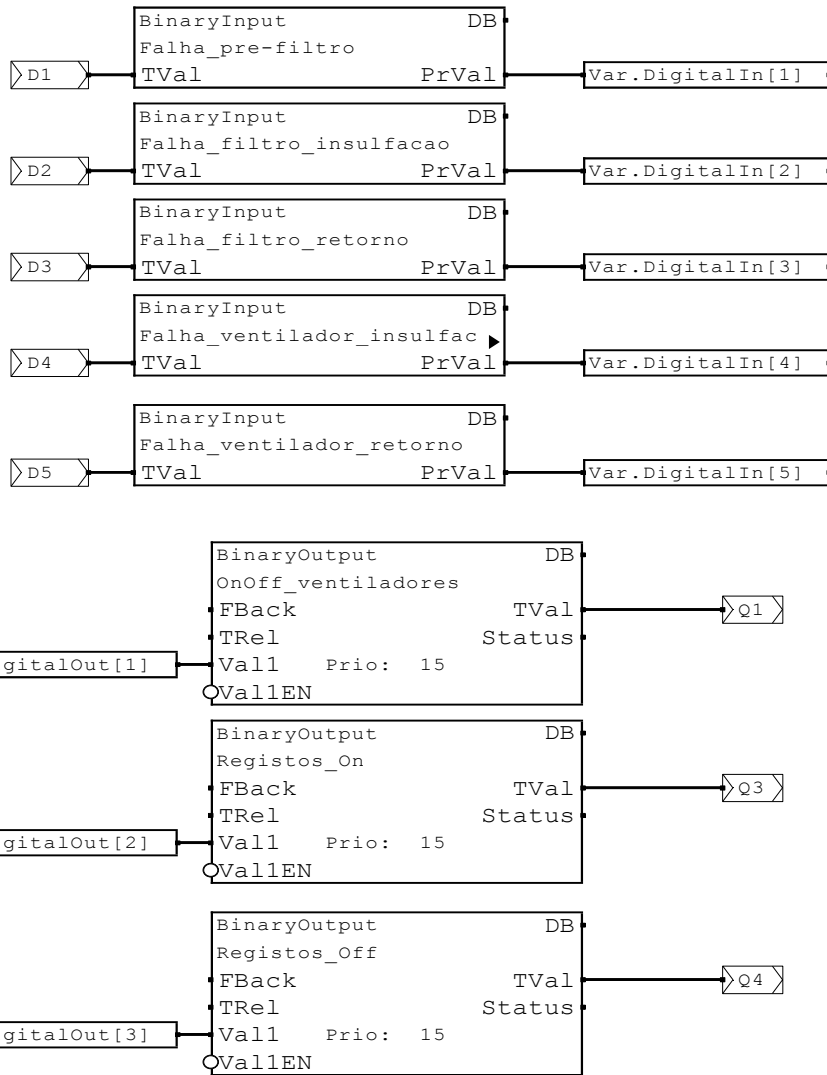 BinaryInput DB
Falha_pre-filtro
D1 TVal PrVal Var.DigitalIn[1]
BinaryInput DB
Falha_filtro_insulfacao
D2 TVal PrVal Var.DigitalIn[2]
BinaryInput DB
Falha_filtro_retorno
D3 TVal PrVal Var.DigitalIn[3]
BinaryInput DB
Falha_ventilador_insulfac
D4 TVal PrVal Var.DigitalIn[4]
BinaryInput DB
Falha_ventilador_retorno
D5 TVal PrVal Var.DigitalIn[5]
BinaryOutput DB
OnOff_ventiladores
FBack TVal Q1
TRel Status
gitalOut[1] Val1 Prio: 15
Val1EN
BinaryOutput DB
Registos_On
FBack TVal Q3
TRel Status
gitalOut[2] Val1 Prio: 15
Val1EN
BinaryOutput DB
Registos_Off
FBack TVal Q4
TRel Status
gitalOut[3] Val1 Prio: 15
Val1EN